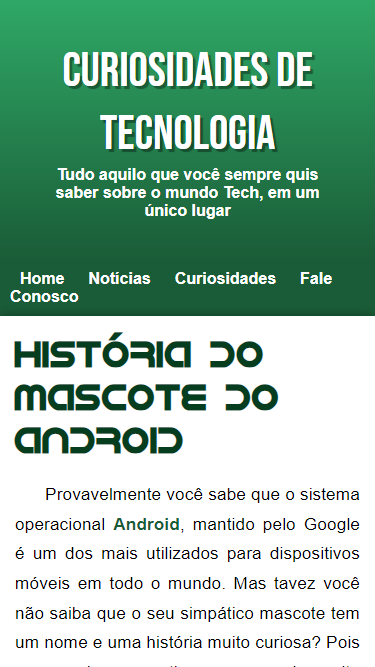 CURIOSIDADES DE
TECNOLOGIA
Tudo aquilo que você sempre quis
saber sobre o mundo Tech, em um
único lugar
Home Notícias Curiosidades Fale
Conosco
HISTÓRIA DO
MASCOTE DO
ANDROID
Provavelmente você sabe que o sistema
operacional Android, mantido pelo Google
é um dos mais utilizados para dispositivos
móveis em todo o mundo. Mas tavez você
não saiba que o seu simpático mascote tem
um nome e uma história muito curiosa? Pois